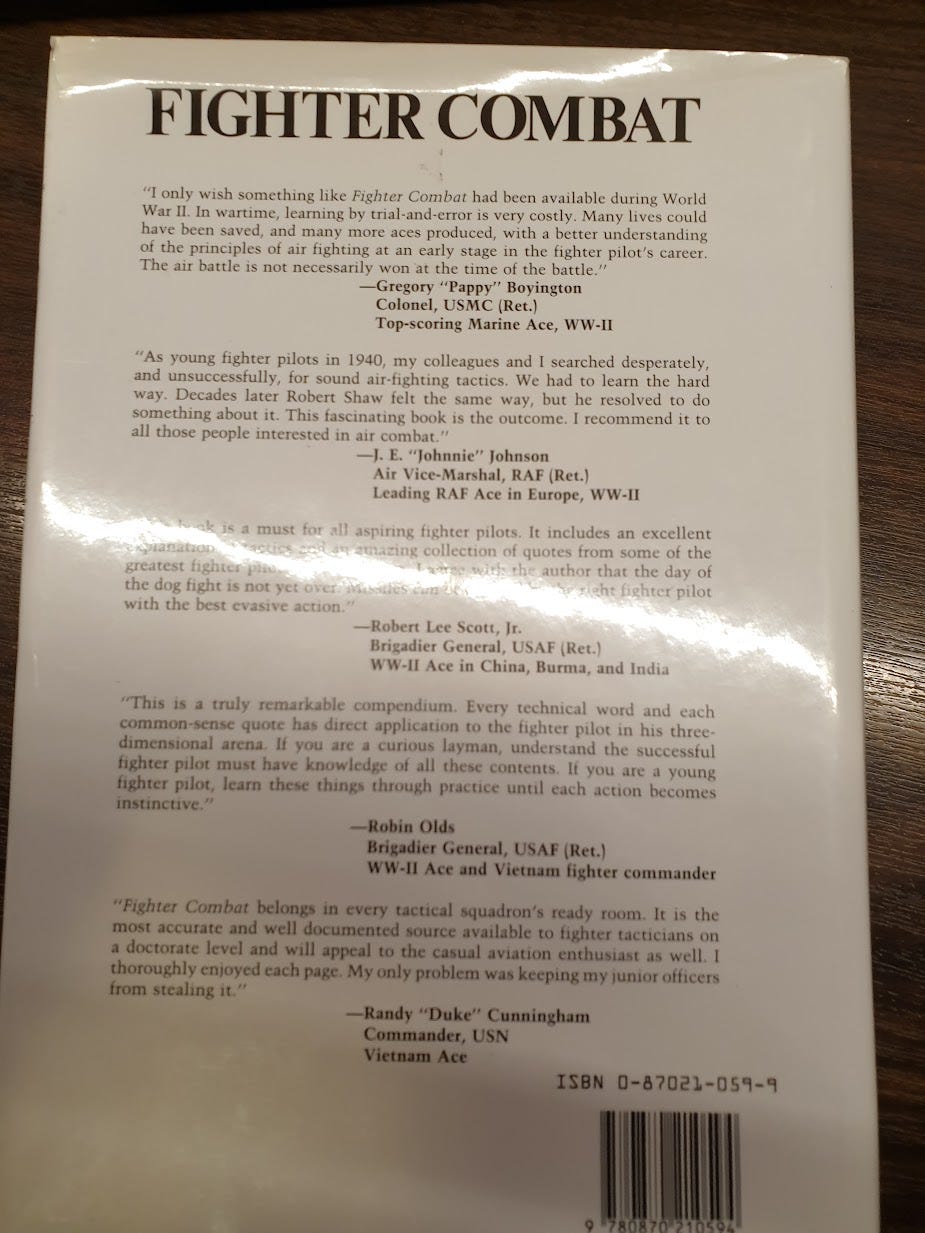 FIGHTER COMBAT
"I only wish something like Fighter Combat had been available during World
War II. In wartime, learning by trial-and-error is very costly. Many lives could
have been saved, and many more aces produced, with a better understanding
of the principles of air fighting at an early stage in the fighter pilot's career.
The air battle is not necessarily won at the time of the battle."
—Gregory "Pappy" Boyington
Colonel, USMC (Ret.)
Top-scoring Marine Ace, WW-II
"As young fighter pilots in 1940, my colleagues and I searched desperately,
and unsuccessfully, for sound air-fighting tactics. We had to learn the hard
way. Decades later Robert Shaw felt the same way, but he resolved to do
something about it. This fascinating book is the outcome. I recommend it to
all those people interested in air combat."
—J. E. "Johnnie" Johnson
Air Vice-Marshal, RAF (Ret.)
Leading RAF Ace in Europe, WW-II
book is a must for all aspiring fighter pilots. It includes an excellent
explanation tactics and an amazing collection of quotes from some of the
greatest fighter I agree with the author that the day of
the dog fight is not yet over. Missiles can right fighter pilot
with the best evasive action."
—Robert Lee Scott, Jr.
Brigadier General, USAF (Ret.)
WW-II Ace in China, Burma, and India
"This is a truly remarkable compendium. Every technical word and each
common-sense quote has direct application to the fighter pilot in his three-
dimensional arena. If you are a curious layman, understand the successful
fighter pilot must have knowledge of all these contents. If you are a young
fighter pilot, learn these things through practice until each action becomes
instinctive."
—Robin Olds
Brigadier General, USAF (Ret.)
WW-II Ace and Vietnam fighter commander
"Fighter Combat belongs in every tactical squadron's ready room. It is the
most accurate and well documented source available to fighter tacticians on
a doctorate level and will appeal to the casual aviation enthusiast as well. I
thoroughly enjoyed each page. My only problem was keeping my junior officers
from stealing it."
—Randy "Duke" Cunningham
Commander, USN
Vietnam Ace
ISBN 0-87021-059-9
9 780870 210594